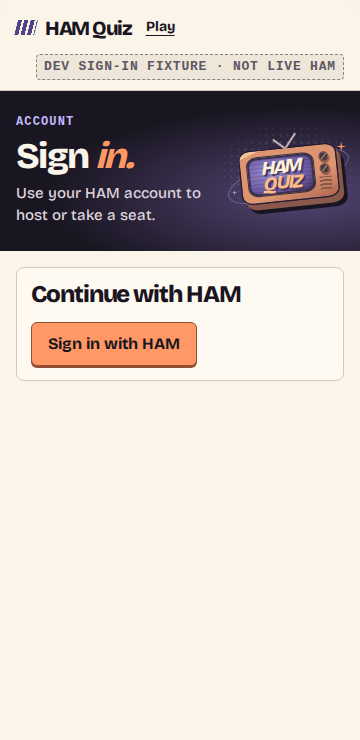 HAM Quiz
Play
DEV SIGN-IN FIXTURE · NOT LIVE HAM
ACCOUNT
Sign in.
Use your HAM account to
host or take a seat.
HAM
QUIZ
Continue with HAM
Sign in with HAM